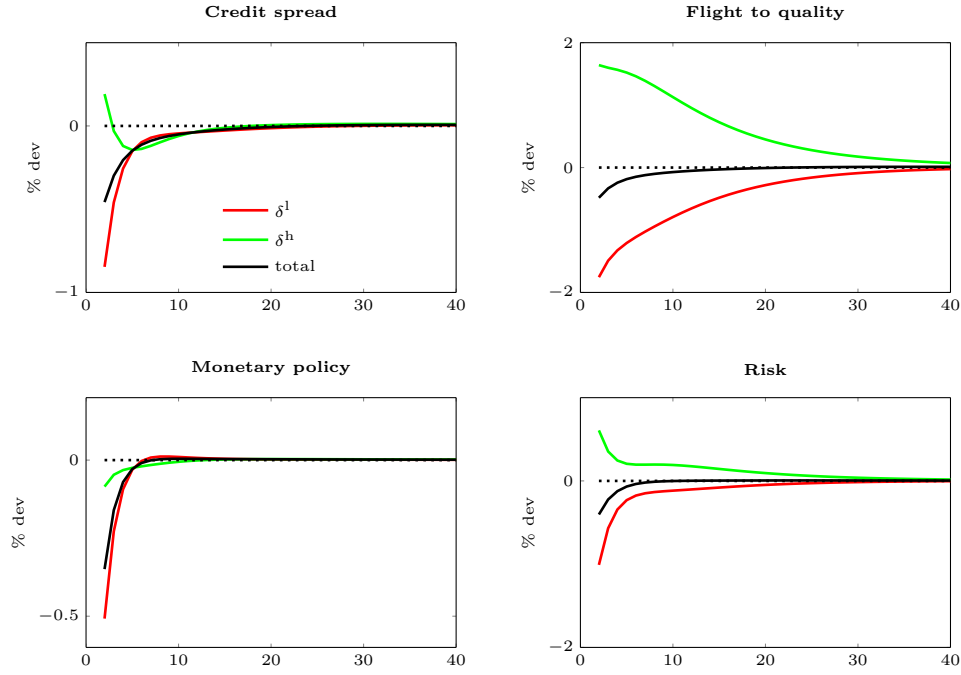 Credit spread
% dev
0
−1
0
10
20
30
40
δˡ
δʰ
total
Flight to quality
% dev
2
0
−2
0
10
20
30
40
Monetary policy
% dev
0
−0.5
0
10
20
30
40
Risk
% dev
0
−2
0
10
20
30
40